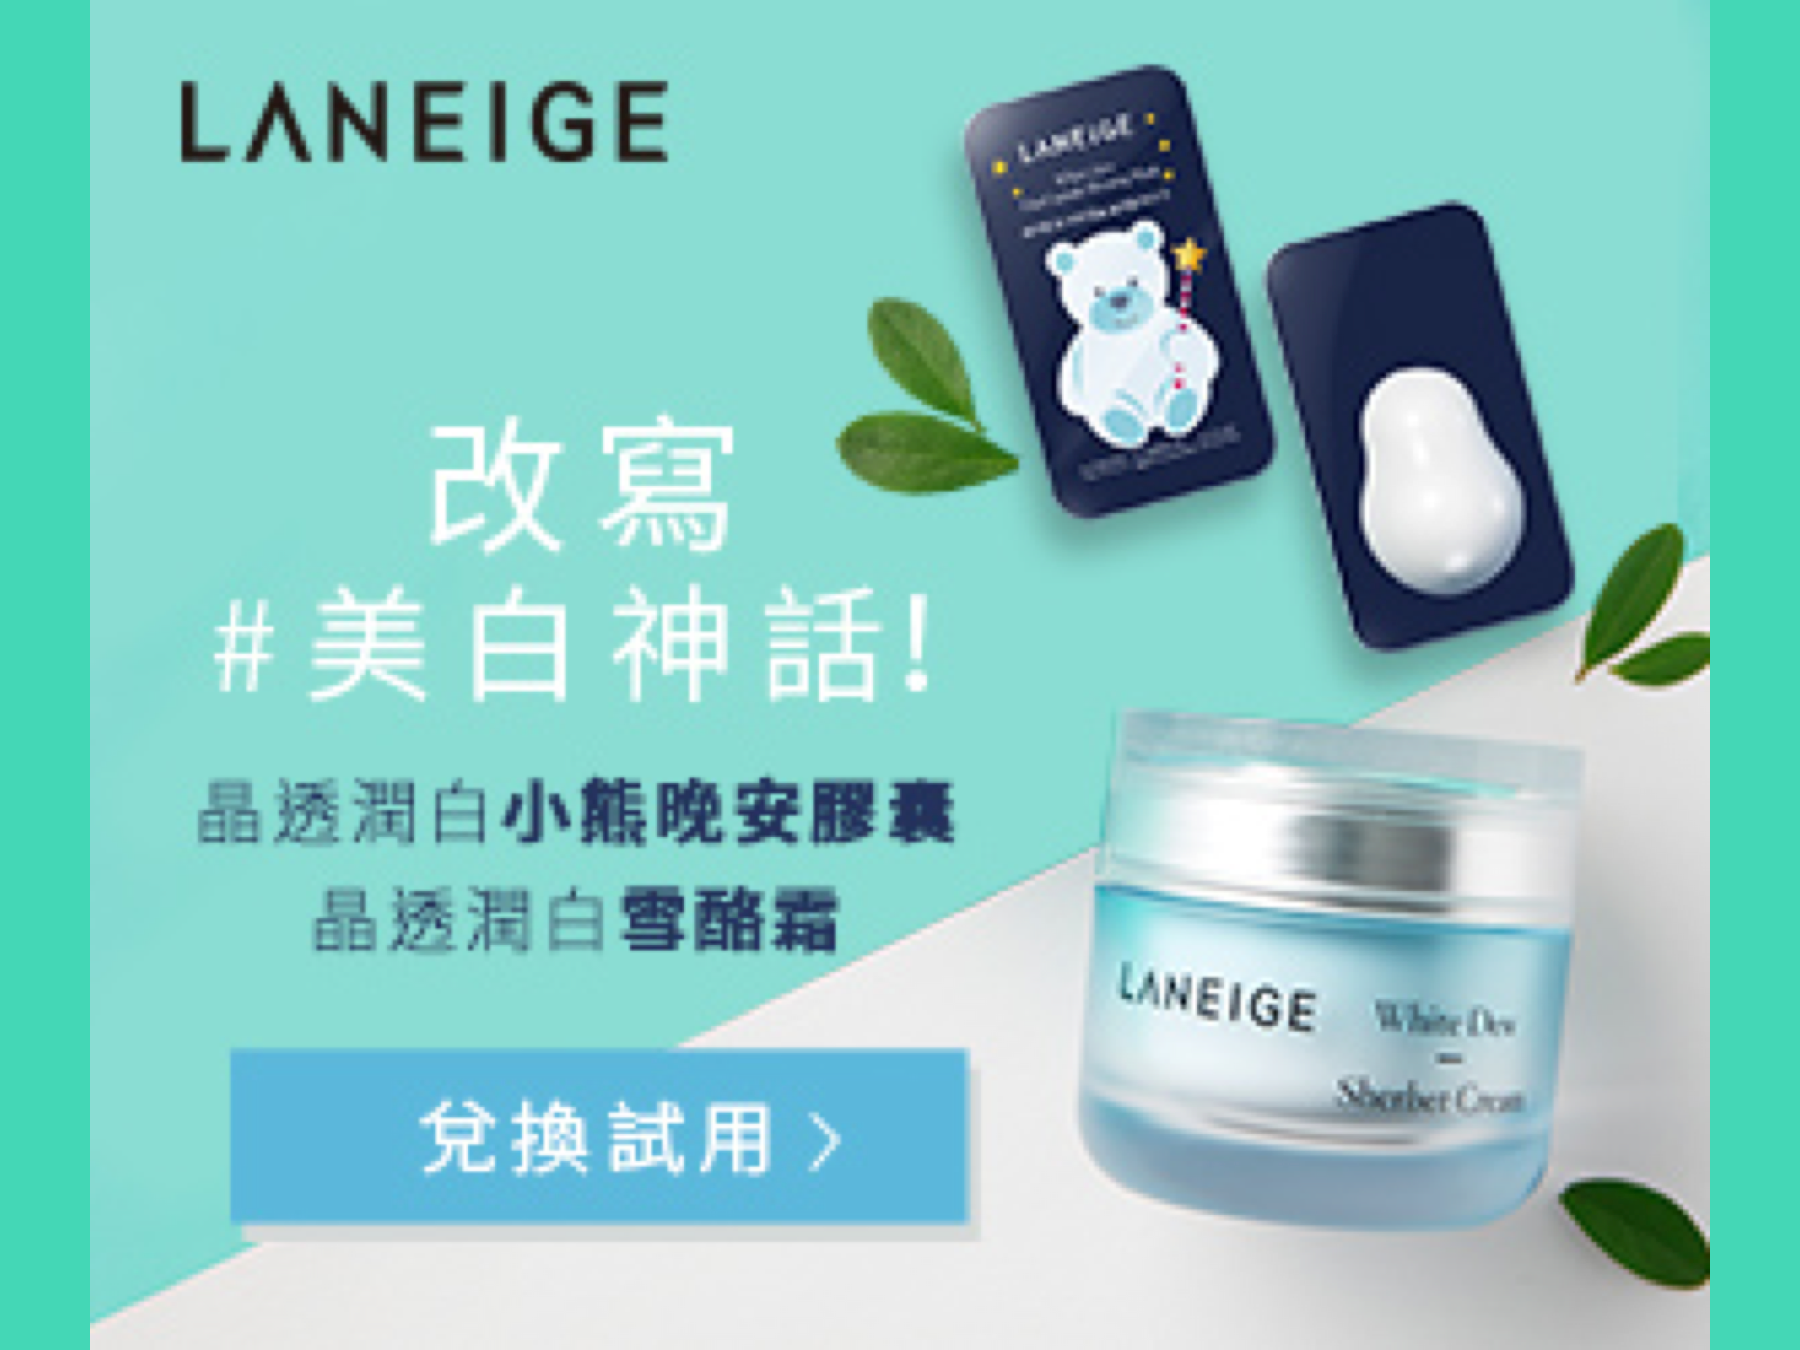 LANEIGE
LANEIGE
改寫
#美白神話!
晶透潤白小熊晚安膠囊
晶透潤白雪酪霜
兌換試用 >
LANEIGE
White Dew
Sherbet Cream